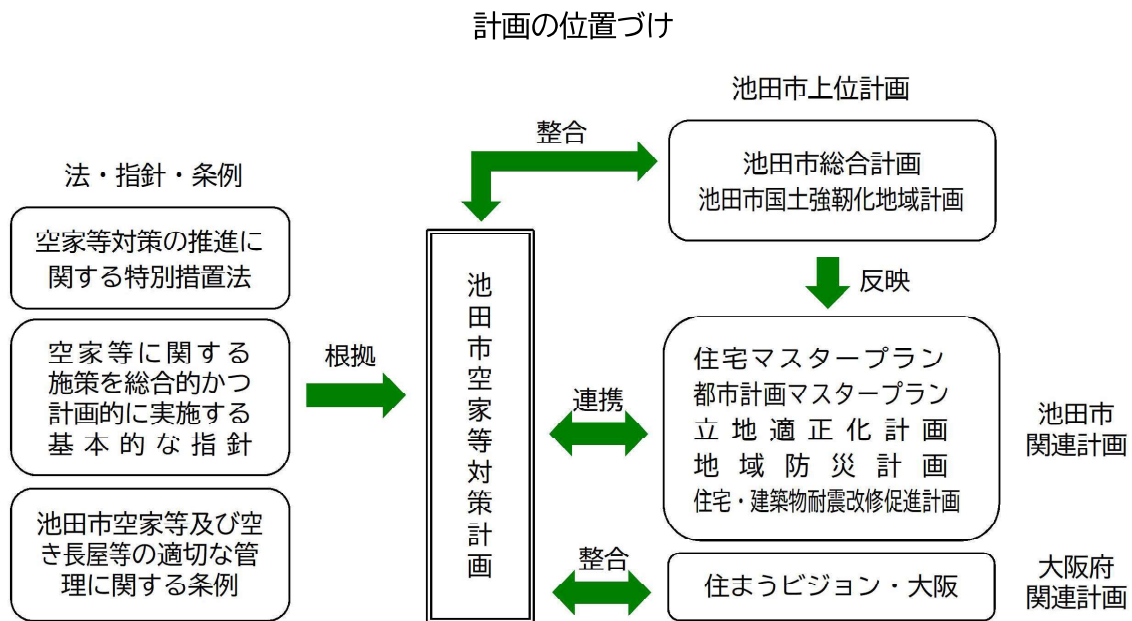 計画の位置づけ
法・指針・条例
空家等対策の推進に
関する特別措置法
空家等に関する
施策を総合的かつ
計画的に実施する
基本的な指針
池田市空家等及び空
き長屋等の適切な管
理に関する条例
根拠
池田市空家等対策計画
整合
池田市上位計画
池田市総合計画
池田市国土強靭化地域計画
反映
連携
住宅マスタープラン
都市計画マスタープラン
立地適正化計画
地域防災計画
住宅・建築物耐震改修促進計画
池田市
関連計画
整合
住まうビジョン・大阪
大阪府
関連計画